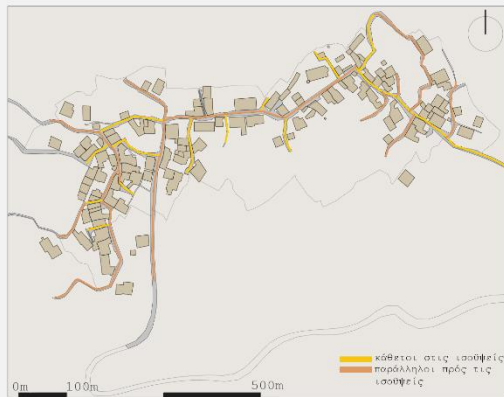 κάθετοι στις ισοϋψείς
παράλληλοι πρός τις
ισοϋψείς
0m 100m 500m